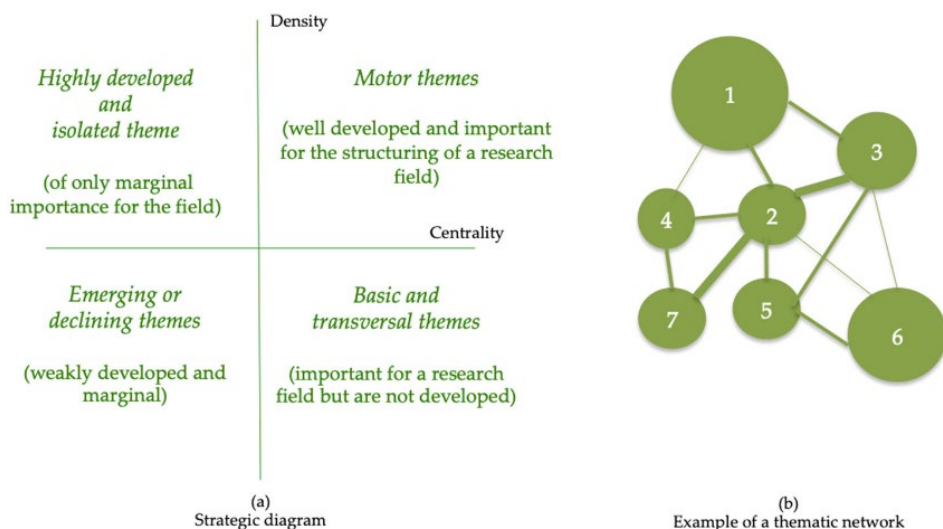 Density
Highly developed
and
isolated theme
(of only marginal
importance for the field)
Motor themes
(well developed and important
for the structuring of a research
field)
Centrality
Emerging or
declining themes
(weakly developed and
marginal)
Basic and
transversal themes
(important for a research
field but are not developed)
(a)
Strategic diagram
1
3
4
2
7
5
6
(b)
Example of a thematic network